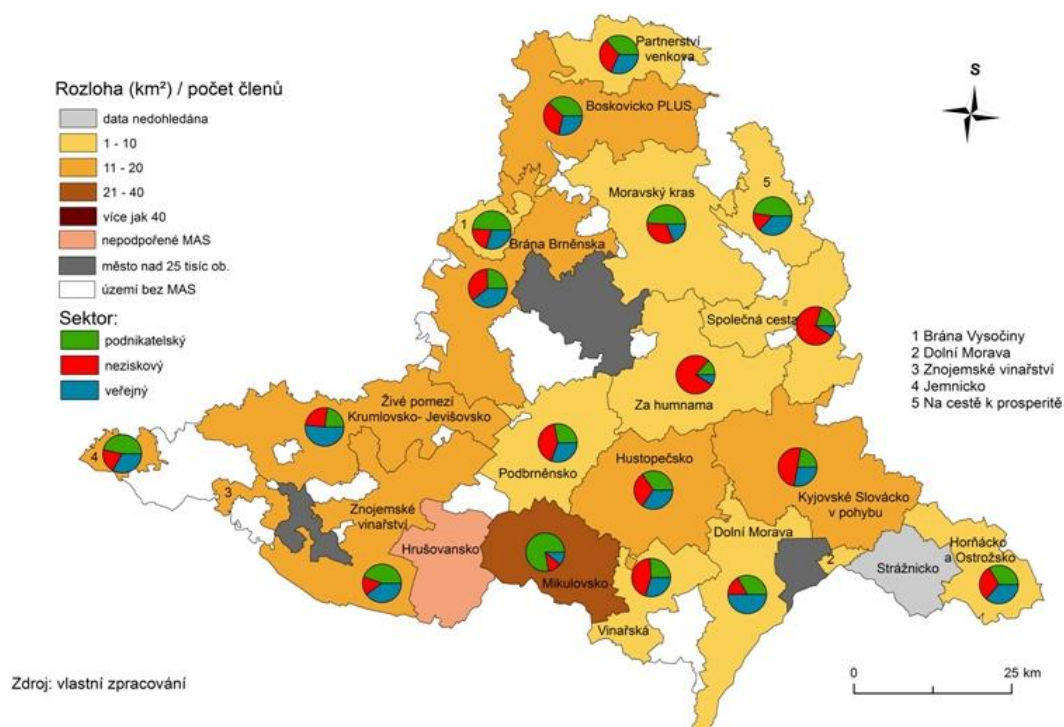 Rozloha (km²) / počet členů
data nedohledána
1 - 10
11 - 20
21 - 40
více jak 40
nepodpořené MAS
město nad 25 tisíc ob.
území bez MAS
Sektor:
podnikatelský
neziskový
veřejný
Partnerství
venkova
S
Boskovicko PLUS
Moravský kras
5
1
Brána Brněnska
Společná cesta
1 Brána Vysočiny
2 Dolní Morava
3 Znojemské vinařství
4 Jemnicko
5 Na cestě k prosperitě
Za humnama
Živé pomezí
Krumlovsko- Jevišovsko
4
Podbrněnsko
Hustopečsko
3
Kyjovské Slovácko
v pohybu
Znojemské
vinařství
Hrušovansko
Dolní Morava
Horňácko
a Ostrožsko
2
Strážnicko
Mikulovsko
Vinařská
0
25 km
Zdroj: vlastní zpracování